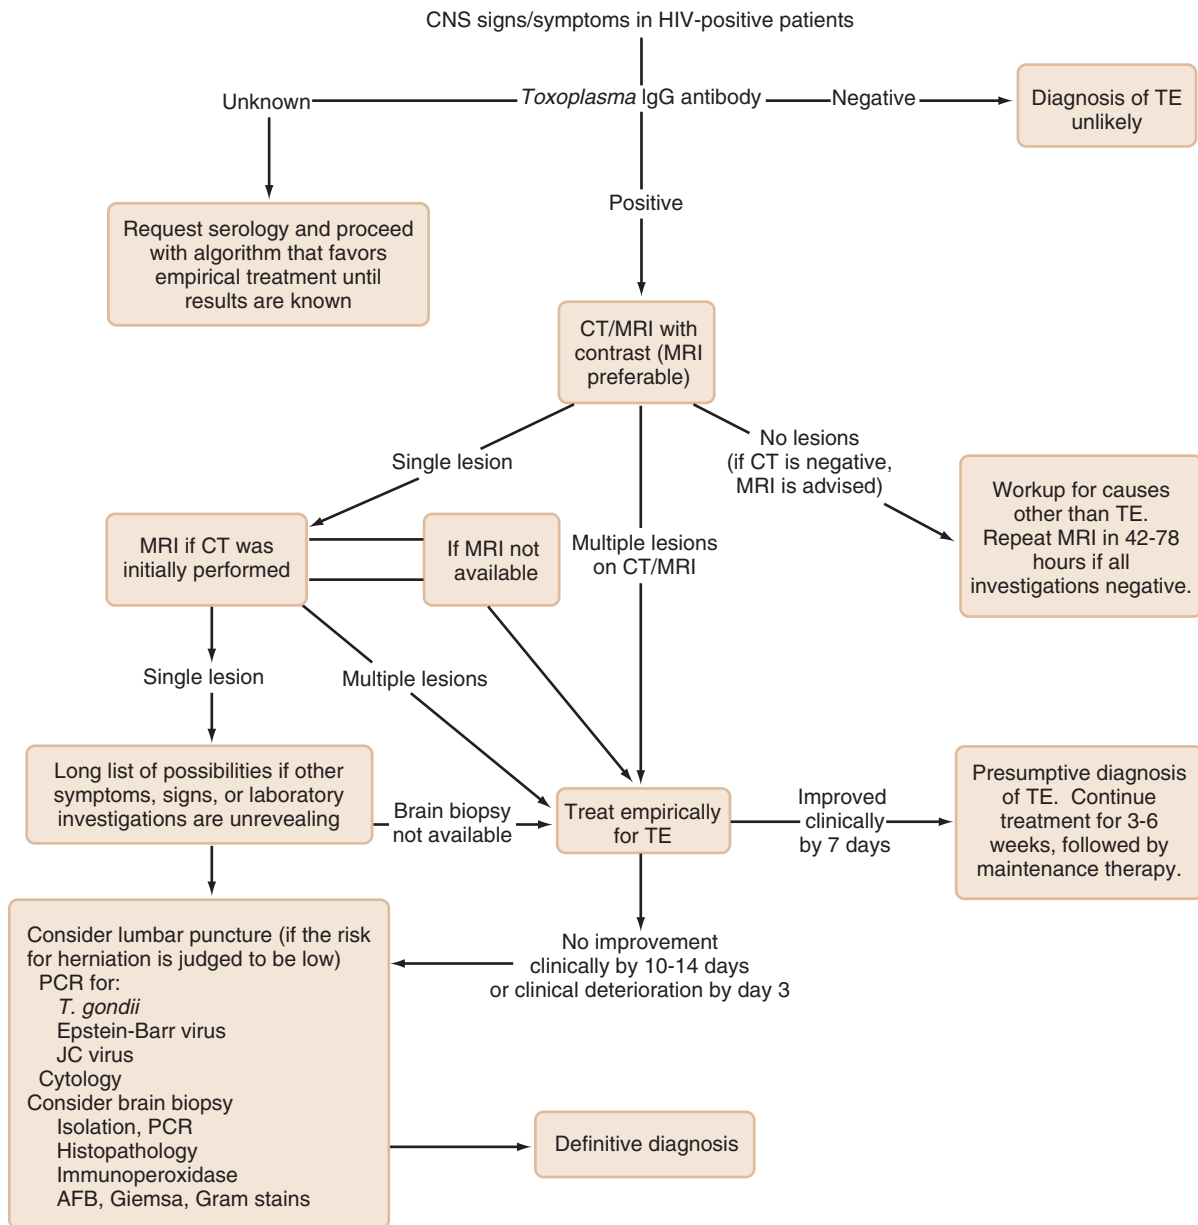 CNS signs/symptoms in HIV-positive patients
Unknown
Toxoplasma IgG antibody
Negative
Diagnosis of TE
unlikely
Positive
Request serology and proceed
with algorithm that favors
empirical treatment until
results are known
CT/MRI with
contrast (MRI
preferable)
Single lesion
No lesions
(if CT is negative,
MRI is advised)
Workup for causes
other than TE.
Repeat MRI in 42-78
hours if all
investigations negative.
MRI if CT was
initially performed
If MRI not
available
Multiple lesions
on CT/MRI
Single lesion
Multiple lesions
Long list of possibilities if other
symptoms, signs, or laboratory
investigations are unrevealing
Brain biopsy
not available
Treat empirically
for TE
Improved
clinically
by 7 days
Presumptive diagnosis
of TE.  Continue
treatment for 3-6
weeks, followed by
maintenance therapy.
No improvement
clinically by 10-14 days
or clinical deterioration by day 3
Consider lumbar puncture (if the risk
for herniation is judged to be low)
PCR for:
T. gondii
Epstein-Barr virus
JC virus
Cytology
Consider brain biopsy
Isolation, PCR
Histopathology
Immunoperoxidase
AFB, Giemsa, Gram stains
Definitive diagnosis